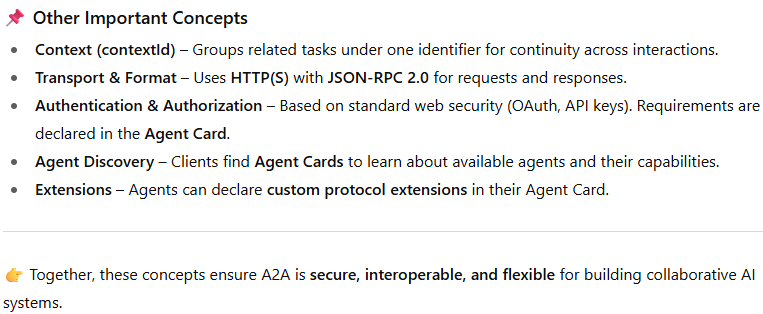 📌 Other Important Concepts
• Context (contextId) – Groups related tasks under one identifier for continuity across interactions.
• Transport & Format – Uses HTTP(S) with JSON-RPC 2.0 for requests and responses.
• Authentication & Authorization – Based on standard web security (OAuth, API keys). Requirements are
declared in the Agent Card.
• Agent Discovery – Clients find Agent Cards to learn about available agents and their capabilities.
• Extensions – Agents can declare custom protocol extensions in their Agent Card.
👉 Together, these concepts ensure A2A is secure, interoperable, and flexible for building collaborative AI
systems.